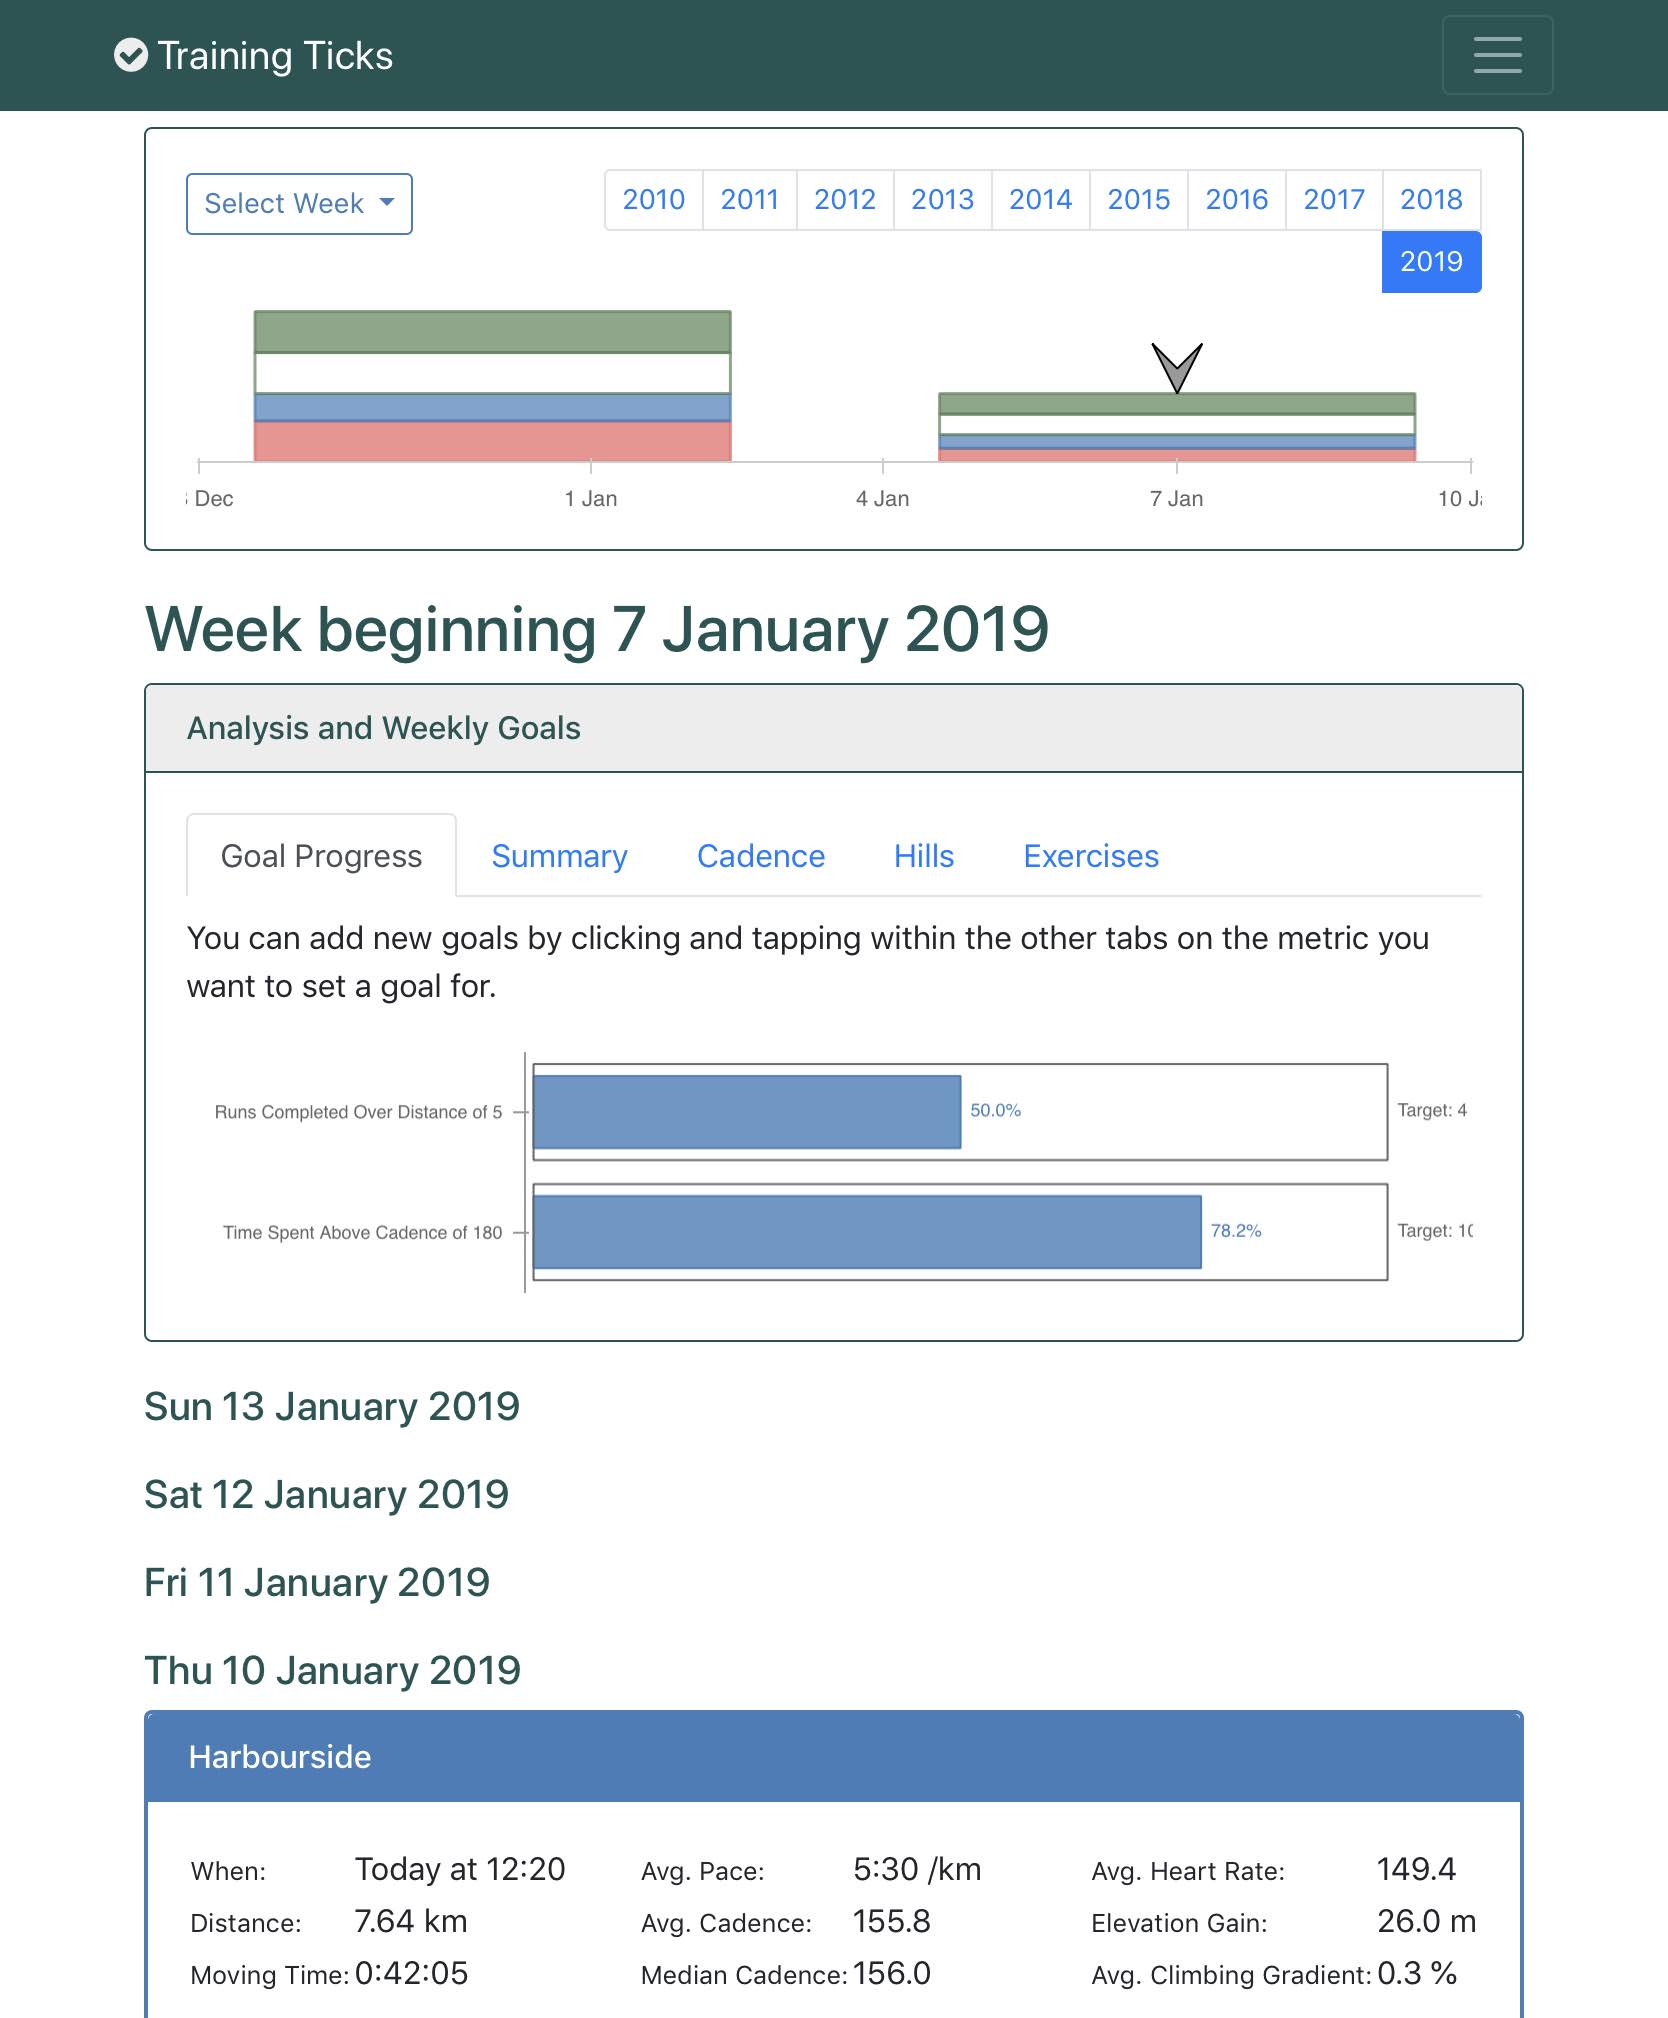 Training Ticks
Select Week
2010 2011 2012 2013 2014 2015 2016 2017 2018
2019
Dec 1 Jan 4 Jan 7 Jan 10
Week beginning 7 January 2019
Analysis and Weekly Goals
Goal Progress Summary Cadence Hills Exercises
You can add new goals by clicking and tapping within the other tabs on the metric you
want to set a goal for.
Runs Completed Over Distance of 5 50.0% Target: 4
Time Spent Above Cadence of 180 78.2% Target:
Sun 13 January 2019
Sat 12 January 2019
Fri 11 January 2019
Thu 10 January 2019
Harbourside
When: Today at 12:20 Avg. Pace: 5:30 /km Avg. Heart Rate: 149.4
Distance: 7.64 km Avg. Cadence: 155.8 Elevation Gain: 26.0 m
Moving Time: 0:42:05 Median Cadence: 156.0 Avg. Climbing Gradient: 0.3 %